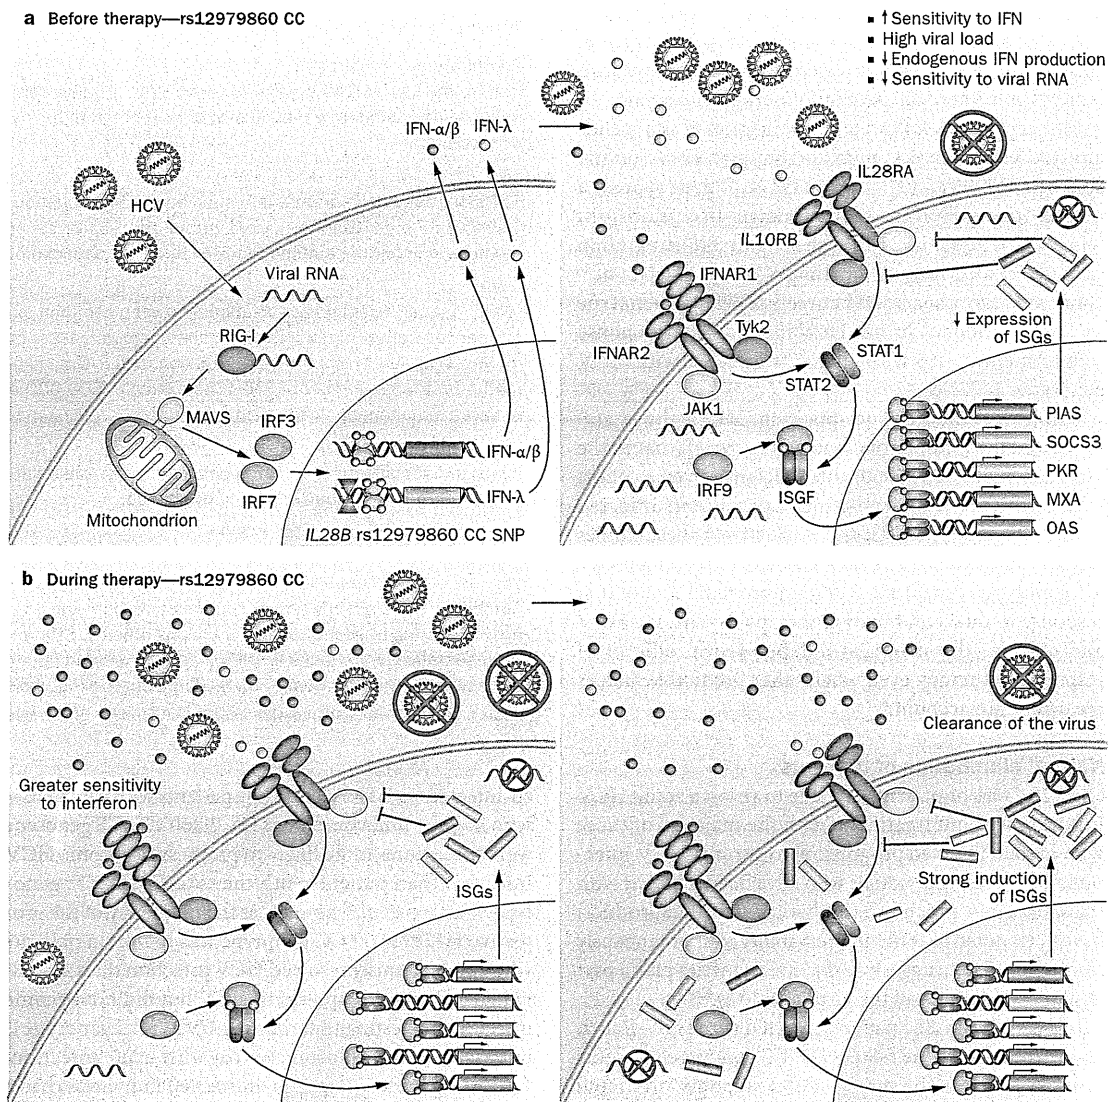 a Before therapy—rs12979860 CC
▪ ↑ Sensitivity to IFN
▪ High viral load
▪ ↓ Endogenous IFN production
▪ ↓ Sensitivity to viral RNA
IFN-α/β
IFN-λ
HCV
Viral RNA
RIG-I
MAVS
IRF3
IRF7
Mitochondrion
IFN-α/β
IFN-λ
IL28B rs12979860 CC SNP
IL28RA
IL10RB
IFNAR1
IFNAR2
Tyk2
JAK1
STAT1
STAT2
IRF9
ISGF
↓ Expression
of ISGs
PIAS
SOCS3
PKR
MXA
OAS
b During therapy—rs12979860 CC
Greater sensitivity
to interferon
ISGs
Clearance of the virus
Strong induction
of ISGs